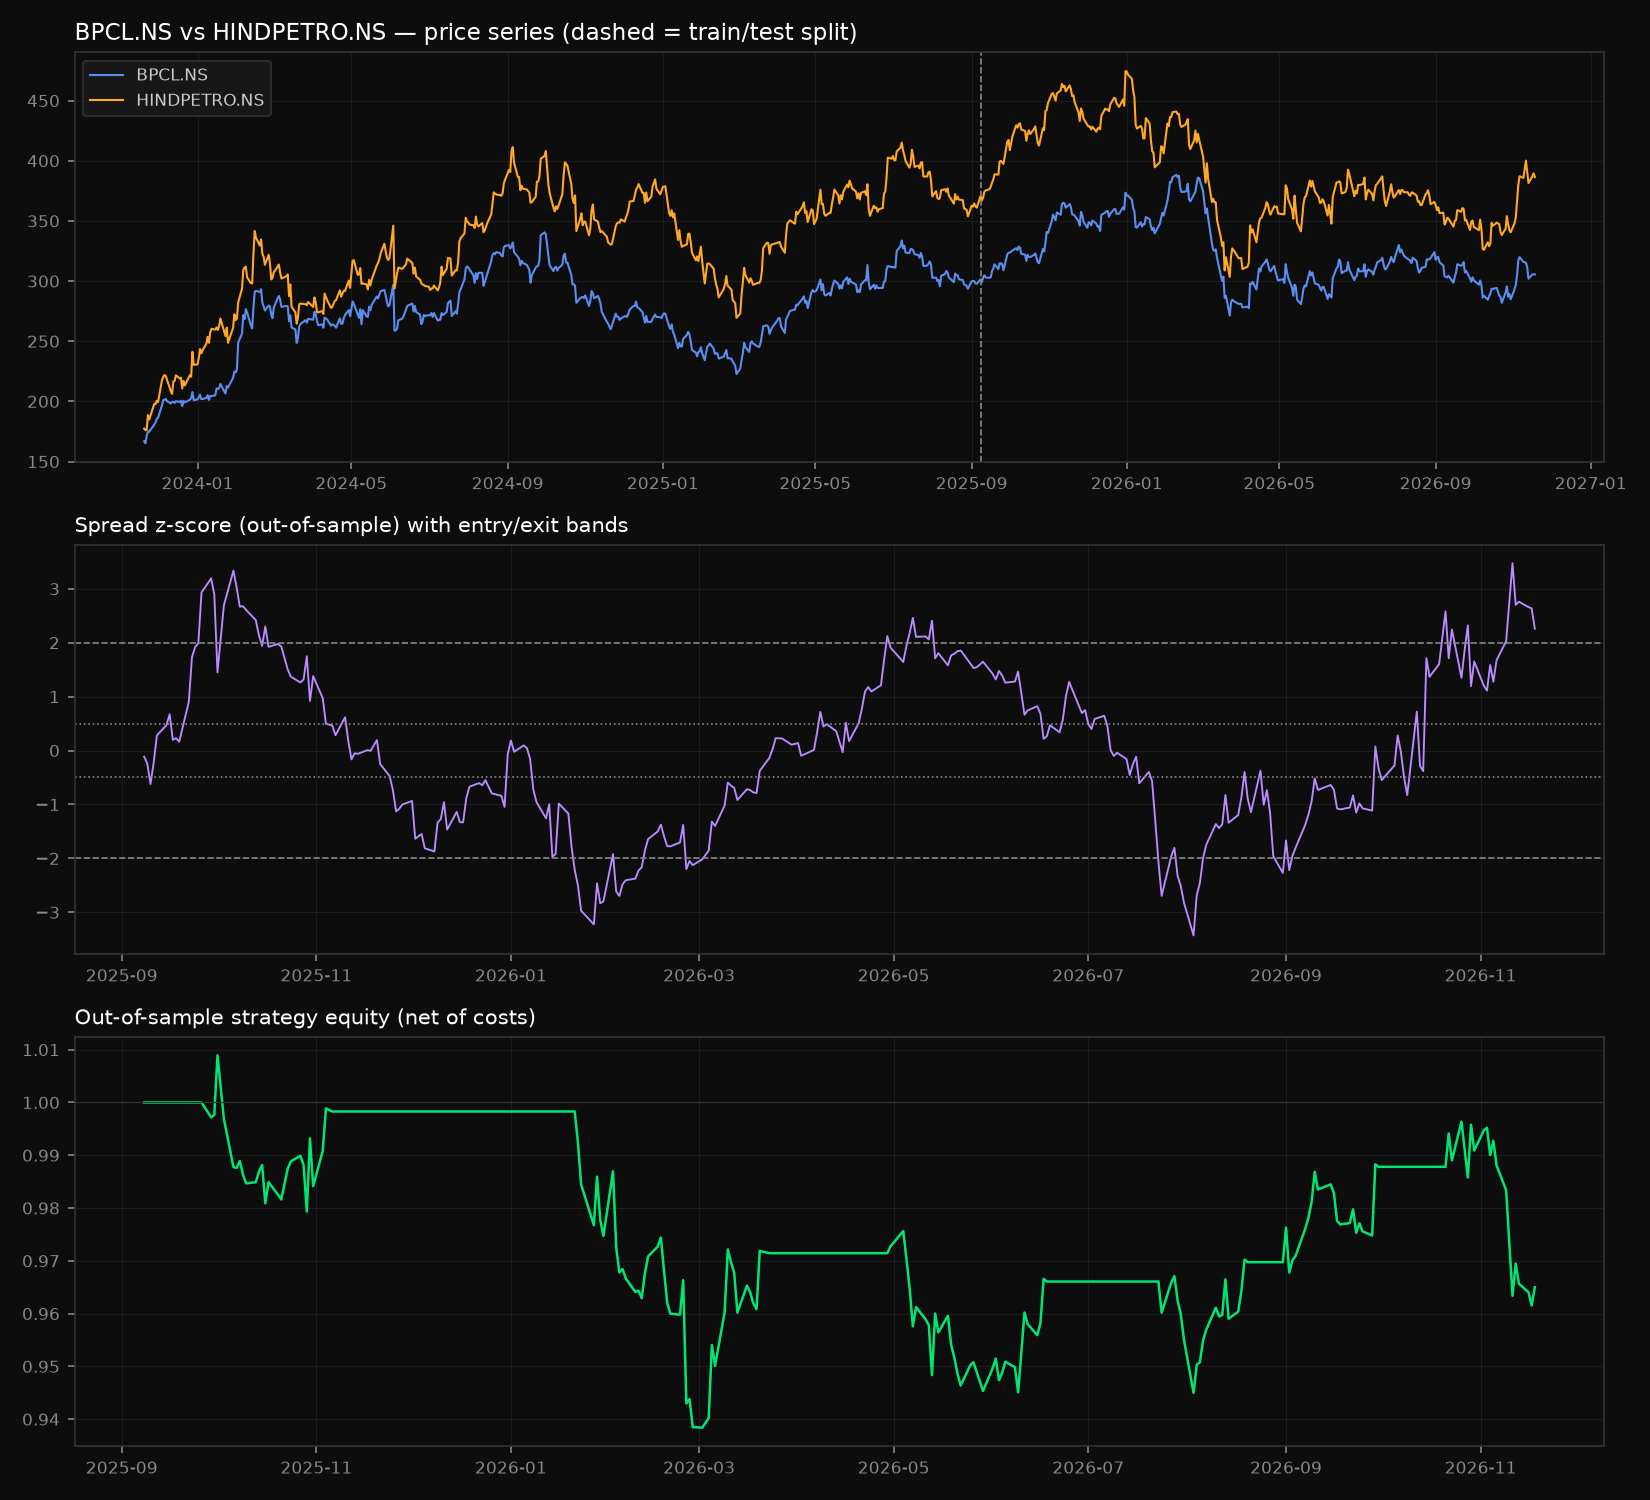 BPCL.NS vs HINDPETRO.NS — price series (dashed = train/test split)
BPCL.NS
HINDPETRO.NS
450
400
350
300
250
200
150
2024-01 2024-05 2024-09 2025-01 2025-05 2025-09 2026-01 2026-05 2026-09 2027-01
Spread z-score (out-of-sample) with entry/exit bands
3
2
1
0
−1
−2
−3
2025-09 2025-11 2026-01 2026-03 2026-05 2026-07 2026-09 2026-11
Out-of-sample strategy equity (net of costs)
1.01
1.00
0.99
0.98
0.97
0.96
0.95
0.94
2025-09 2025-11 2026-01 2026-03 2026-05 2026-07 2026-09 2026-11